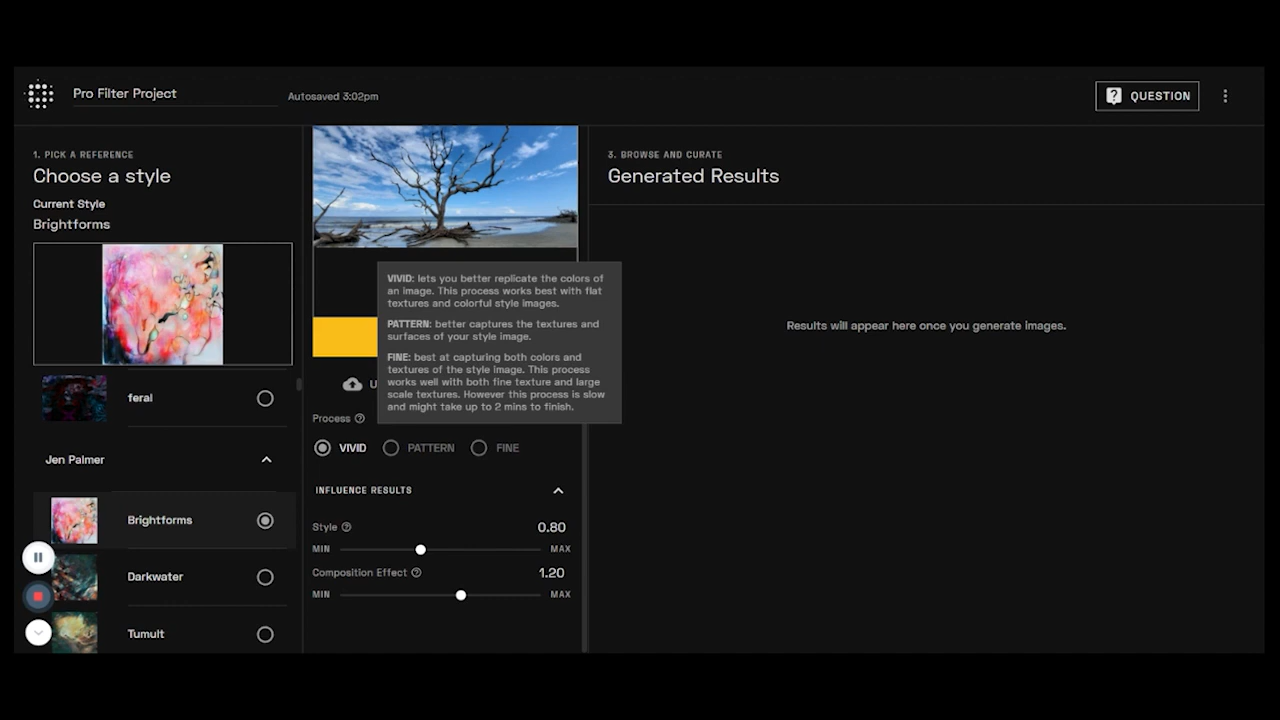 Pro Filter Project
Autosaved 3:02pm
? QUESTION
1. PICK A REFERENCE
Choose a style
Current Style
Brightforms
feral
Jen Palmer
Brightforms
Darkwater
Tumult
VIVID: lets you better replicate the colors of
an image. This process works best with flat
textures and colorful style images.
PATTERN: better captures the textures and
surfaces of your style image.
FINE: best at capturing both colors and
textures of the style image. This process
works well with both fine texture and large
scale textures. However this process is slow
and might take up to 2 mins to finish.
Process ?
VIVID PATTERN FINE
INFLUENCE RESULTS
Style ? 0.80
MIN MAX
Composition Effect ? 1.20
MIN MAX
3. BROWSE AND CURATE
Generated Results
Results will appear here once you generate images.